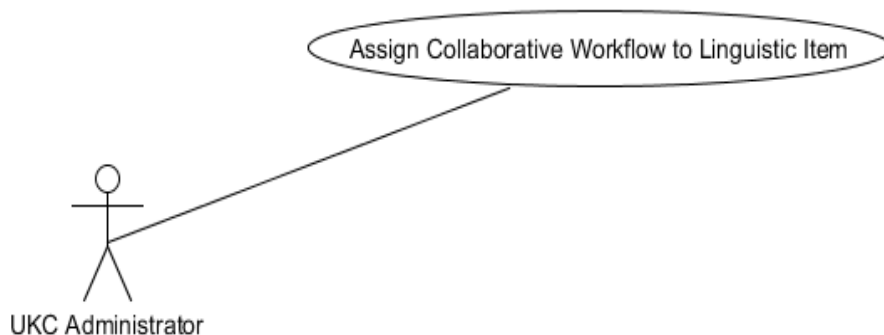 Assign Collaborative Workflow to Linguistic Item
UKC Administrator